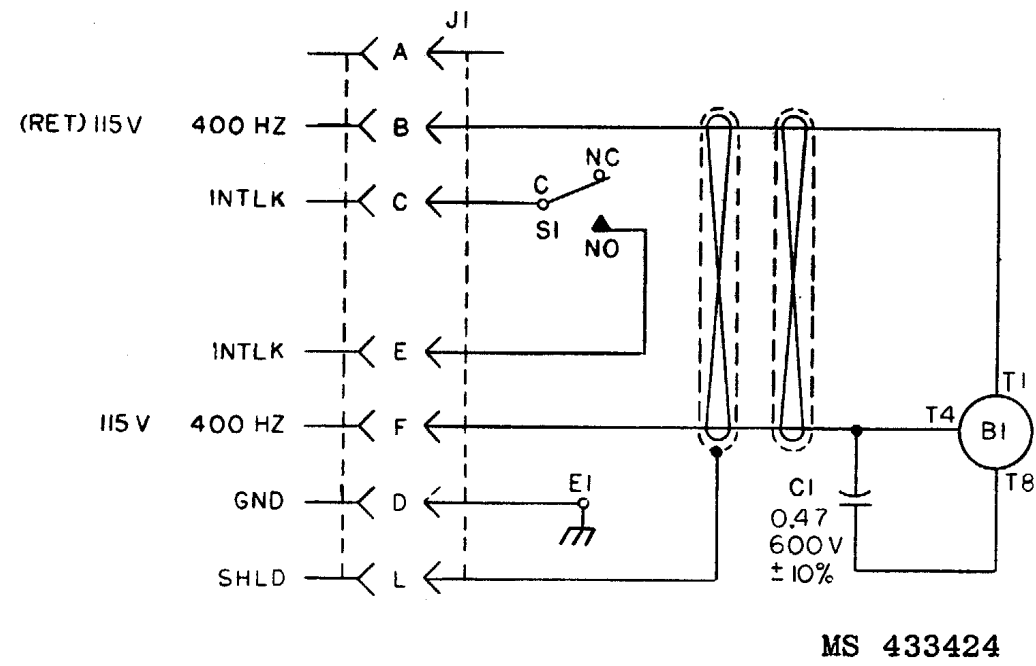 J1
A
(RET) 115V 400 HZ B
NC
INTLK C C
S1
NO
INTLK E
T1
115 V 400 HZ F T4 B1
T8
C1
GND D E1
0.47
600V
±10%
SHLD L
MS 433424